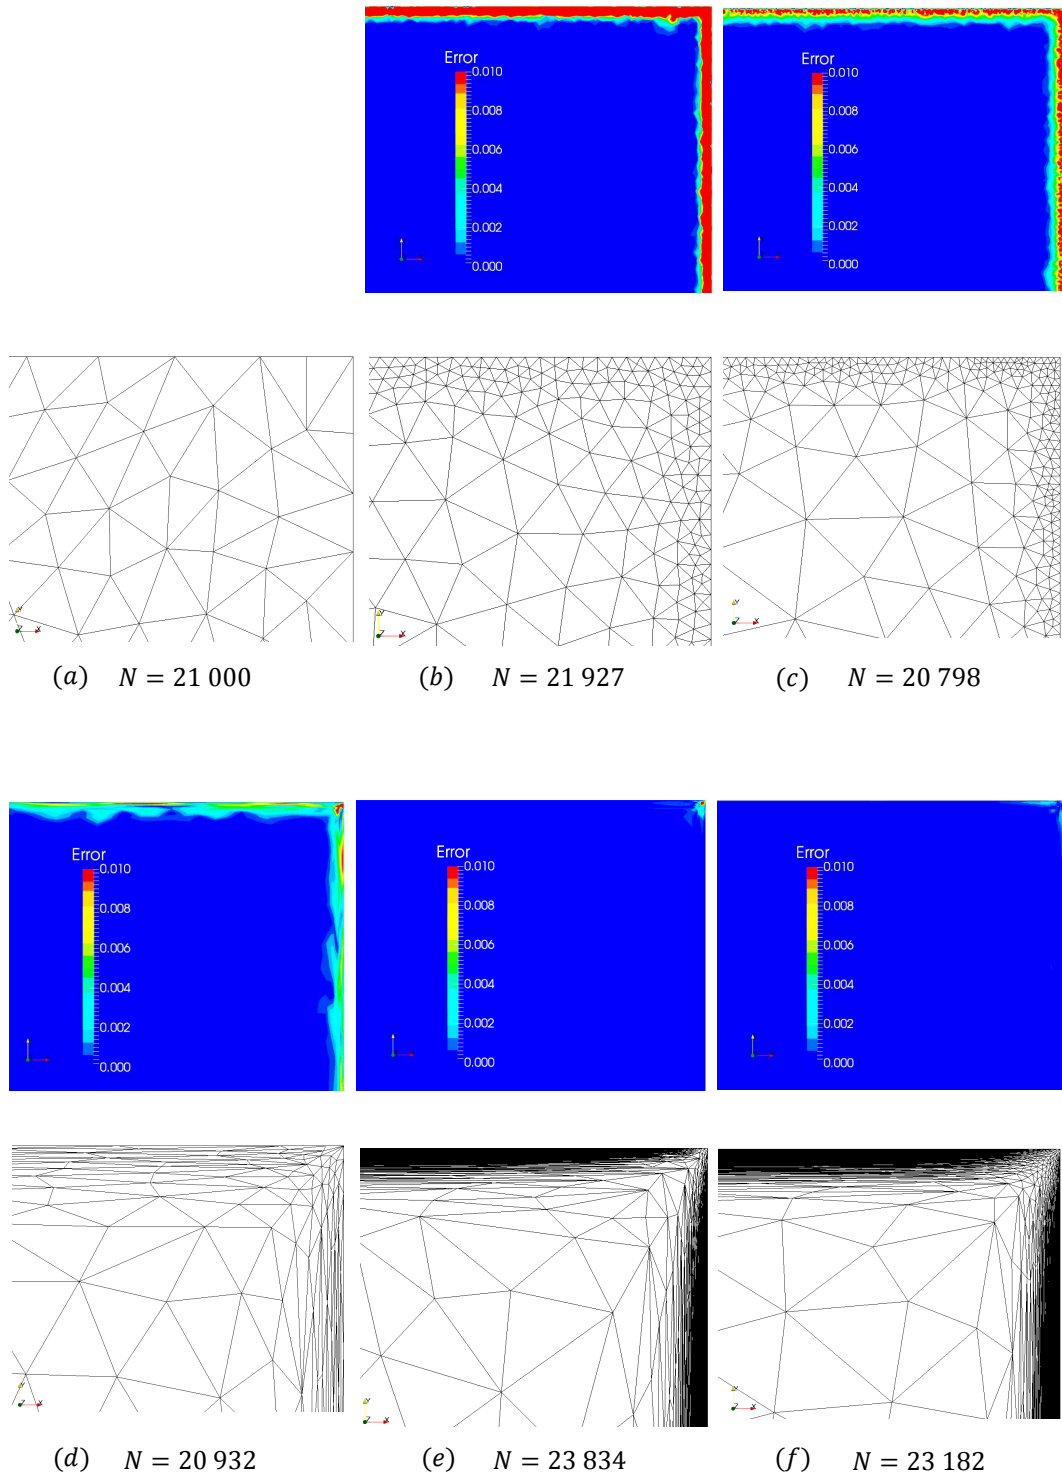 Error
0.010
0.008
0.006
0.004
0.002
0.000
Error
0.010
0.008
0.006
0.004
0.002
0.000
Y
Z X
Y
Z X
Y
Z X
(a) N = 21 000
(b) N = 21 927
(c) N = 20 798
Error
0.010
0.008
0.006
0.004
0.002
0.000
Error
0.010
0.008
0.006
0.004
0.002
0.000
Error
0.010
0.008
0.006
0.004
0.002
0.000
Y
Z X
Y
Z X
Y
Z X
(d) N = 20 932
(e) N = 23 834
(f) N = 23 182